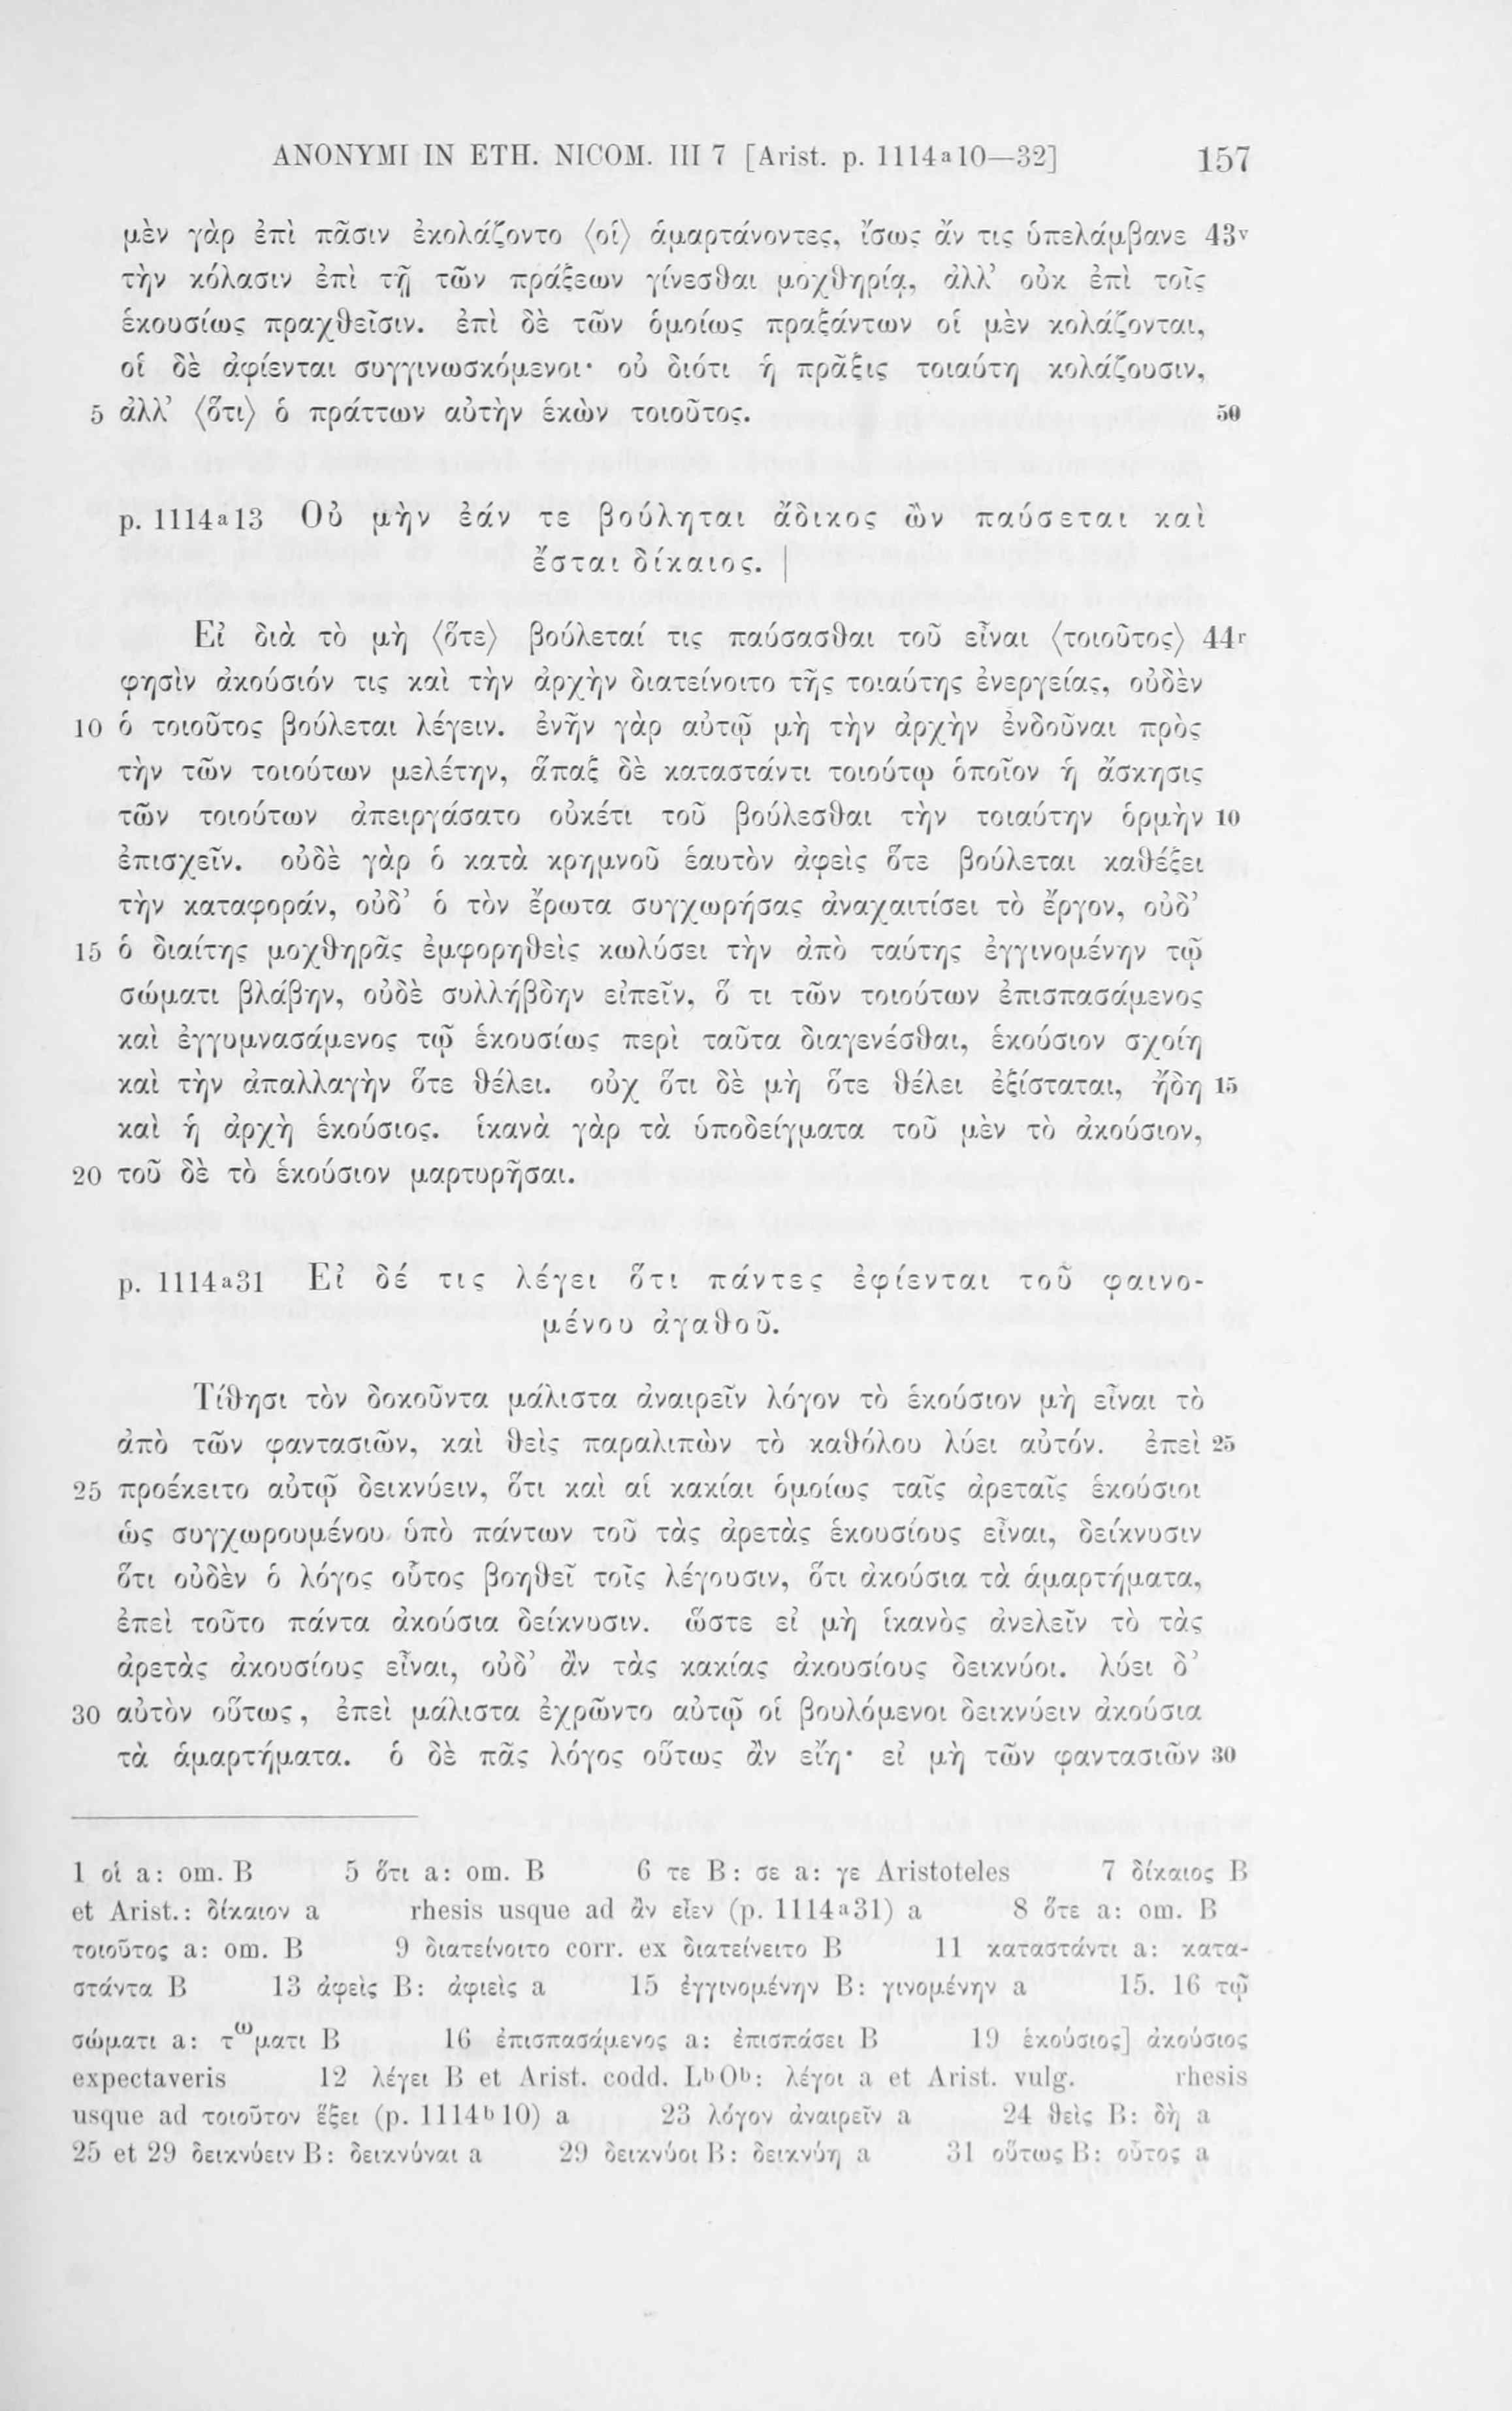 ANONYMI IN ETH. NICOM. III 7 [Arist. p. 1114a10—32] 157
μὲν γὰρ ἐπὶ πᾶσιν ἐκολάζοντο ⟨οἱ⟩ ἁμαρτάνοντες, ἴσως ἄν τις ὑπελάμβανε 43v
τὴν κόλασιν ἐπὶ τῇ τῶν πράξεων γίνεσθαι μοχθηρίᾳ, ἀλλ’ οὐκ ἐπὶ τοῖς
ἑκουσίως πραχθεῖσιν. ἐπὶ δὲ τῶν ὁμοίως πραξάντων οἱ μὲν κολάζονται,
οἱ δὲ ἀφίενται συγγινωσκόμενοι· οὐ διότι ἡ πρᾶξις τοιαύτη κολάζουσιν,
5 ἀλλ’ ⟨ὅτι⟩ ὁ πράττων αὐτὴν ἑκὼν τοιοῦτος. 50
p. 1114a13 Οὐ μὴν ἐάν τε βούληται ἄδικος ὢν παύσεται καὶ
ἔσται δίκαιος. |
Εἰ διὰ τὸ μὴ ⟨ὅτε⟩ βούλεταί τις παύσασθαι τοῦ εἶναι ⟨τοιοῦτος⟩ 44r
φησὶν ἀκούσιόν τις καὶ τὴν ἀρχὴν διατείνοιτο τῆς τοιαύτης ἐνεργείας, οὐδὲν
10 ὁ τοιοῦτος βούλεται λέγειν. ἐνῆν γὰρ αὐτῷ μὴ τὴν ἀρχὴν ἐνδοῦναι πρὸς
τὴν τῶν τοιούτων μελέτην, ἅπαξ δὲ καταστάντι τοιούτῳ ὁποῖον ἡ ἄσκησις
τῶν τοιούτων ἀπειργάσατο οὐκέτι τοῦ βούλεσθαι τὴν τοιαύτην ὁρμὴν 10
ἐπισχεῖν. οὐδὲ γὰρ ὁ κατὰ κρημνοῦ ἑαυτὸν ἀφεὶς ὅτε βούλεται καθέξει
τὴν καταφοράν, οὐδ’ ὁ τὸν ἔρωτα συγχωρήσας ἀναχαιτίσει τὸ ἔργον, οὐδ’
15 ὁ διαίτης μοχθηρᾶς ἐμφορηθεὶς κωλύσει τὴν ἀπὸ ταύτης ἐγγινομένην τῷ
σώματι βλάβην, οὐδὲ συλλήβδην εἰπεῖν, ὅ τι τῶν τοιούτων ἐπισπασάμενος
καὶ ἐγγυμνασάμενος τῷ ἑκουσίως περὶ ταῦτα διαγενέσθαι, ἑκούσιον σχοίη
καὶ τὴν ἀπαλλαγὴν ὅτε θέλει. οὐχ ὅτι δὲ μὴ ὅτε θέλει ἐξίσταται, ἤδη 15
καὶ ἡ ἀρχὴ ἑκούσιος. ἱκανὰ γὰρ τὰ ὑποδείγματα τοῦ μὲν τὸ ἀκούσιον,
20 τοῦ δὲ τὸ ἑκούσιον μαρτυρῆσαι.
p. 1114a31 Εἰ δέ τις λέγει ὅτι πάντες ἐφίενται τοῦ φαινο-
μένου ἀγαθοῦ.
Τίθησι τὸν δοκοῦντα μάλιστα ἀναιρεῖν λόγον τὸ ἑκούσιον μὴ εἶναι τὸ
ἀπὸ τῶν φαντασιῶν, καὶ θεὶς παραλιπὼν τὸ καθόλου λύει αὐτόν. ἐπεὶ 25
25 προέκειτο αὐτῷ δεικνύειν, ὅτι καὶ αἱ κακίαι ὁμοίως ταῖς ἀρεταῖς ἑκούσιοι
ὡς συγχωρουμένου ὑπὸ πάντων τοῦ τὰς ἀρετὰς ἑκουσίους εἶναι, δείκνυσιν
ὅτι οὐδὲν ὁ λόγος οὗτος βοηθεῖ τοῖς λέγουσιν, ὅτι ἀκούσια τὰ ἁμαρτήματα,
ἐπεὶ τοῦτο πάντα ἀκούσια δείκνυσιν. ὥστε εἰ μὴ ἱκανὸς ἀνελεῖν τὸ τὰς
ἀρετὰς ἀκουσίους εἶναι, οὐδ’ ἂν τὰς κακίας ἀκουσίους δεικνύοι. λύει δ’
30 αὐτὸν οὕτως, ἐπεὶ μάλιστα ἐχρῶντο αὐτῷ οἱ βουλόμενοι δεικνύειν ἀκούσια
τὰ ἁμαρτήματα. ὁ δὲ πᾶς λόγος οὕτως ἂν εἴη· εἰ μὴ τῶν φαντασιῶν 30
1 οἱ a: om. B 5 ὅτι a: om. B 6 τε B: σε a: γε Aristoteles 7 δίκαιος B
et Arist.: δίκαιον a rhesis usque ad ἂν εἶεν (p. 1114a31) a 8 ὅτε a: om. B
τοιοῦτος a: om. B 9 διατείνοιτο corr. ex διατείνειτο B 11 καταστάντι a: κατα-
στάντα B 13 ἀφεὶς B: ἀφιεὶς a 15 ἐγγινομένην B: γινομένην a 15. 16 τῷ
σώματι a: τωματι B 16 ἐπισπασάμενος a: ἐπισπάσει B 19 ἑκούσιος] ἀκούσιος
expectaveris 12 λέγει B et Arist. codd. LbOb: λέγοι a et Arist. vulg. rhesis
usque ad τοιοῦτον ἕξει (p. 1114b10) a 23 λόγον ἀναιρεῖν a 24 θεὶς B: δὴ a
25 et 29 δεικνύειν B: δεικνύναι a 29 δεικνύοι B: δεικνύῃ a 31 οὕτως B: οὗτος a